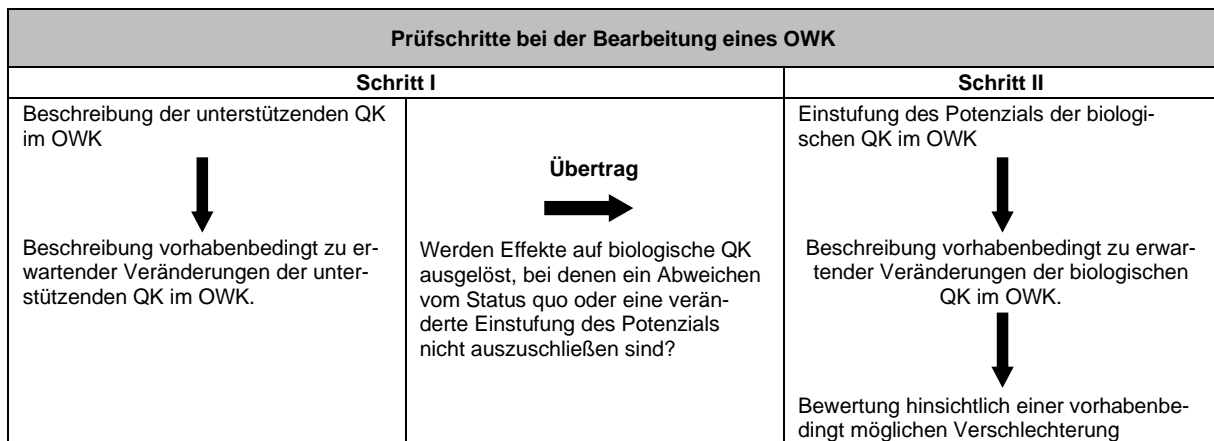 Prüfschritte bei der Bearbeitung eines OWK
Schritt I
Schritt II
Beschreibung der unterstützenden QK
im OWK
Beschreibung vorhabenbedingt zu er-
wartender Veränderungen der unter-
stützenden QK im OWK.
Übertrag
Werden Effekte auf biologische QK
ausgelöst, bei denen ein Abweichen
vom Status quo oder eine verän-
derte Einstufung des Potenzials
nicht auszuschließen sind?
Einstufung des Potenzials der biologi-
schen QK im OWK
Beschreibung vorhabenbedingt zu erwar-
tender Veränderungen der biologischen
QK im OWK.
Bewertung hinsichtlich einer vorhabenbe-
dingt möglichen Verschlechterung